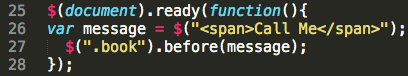 25 $(document).ready(function(){
26 var message = $("<span>Call Me</span>");
27 $(".book").before(message);
28 });